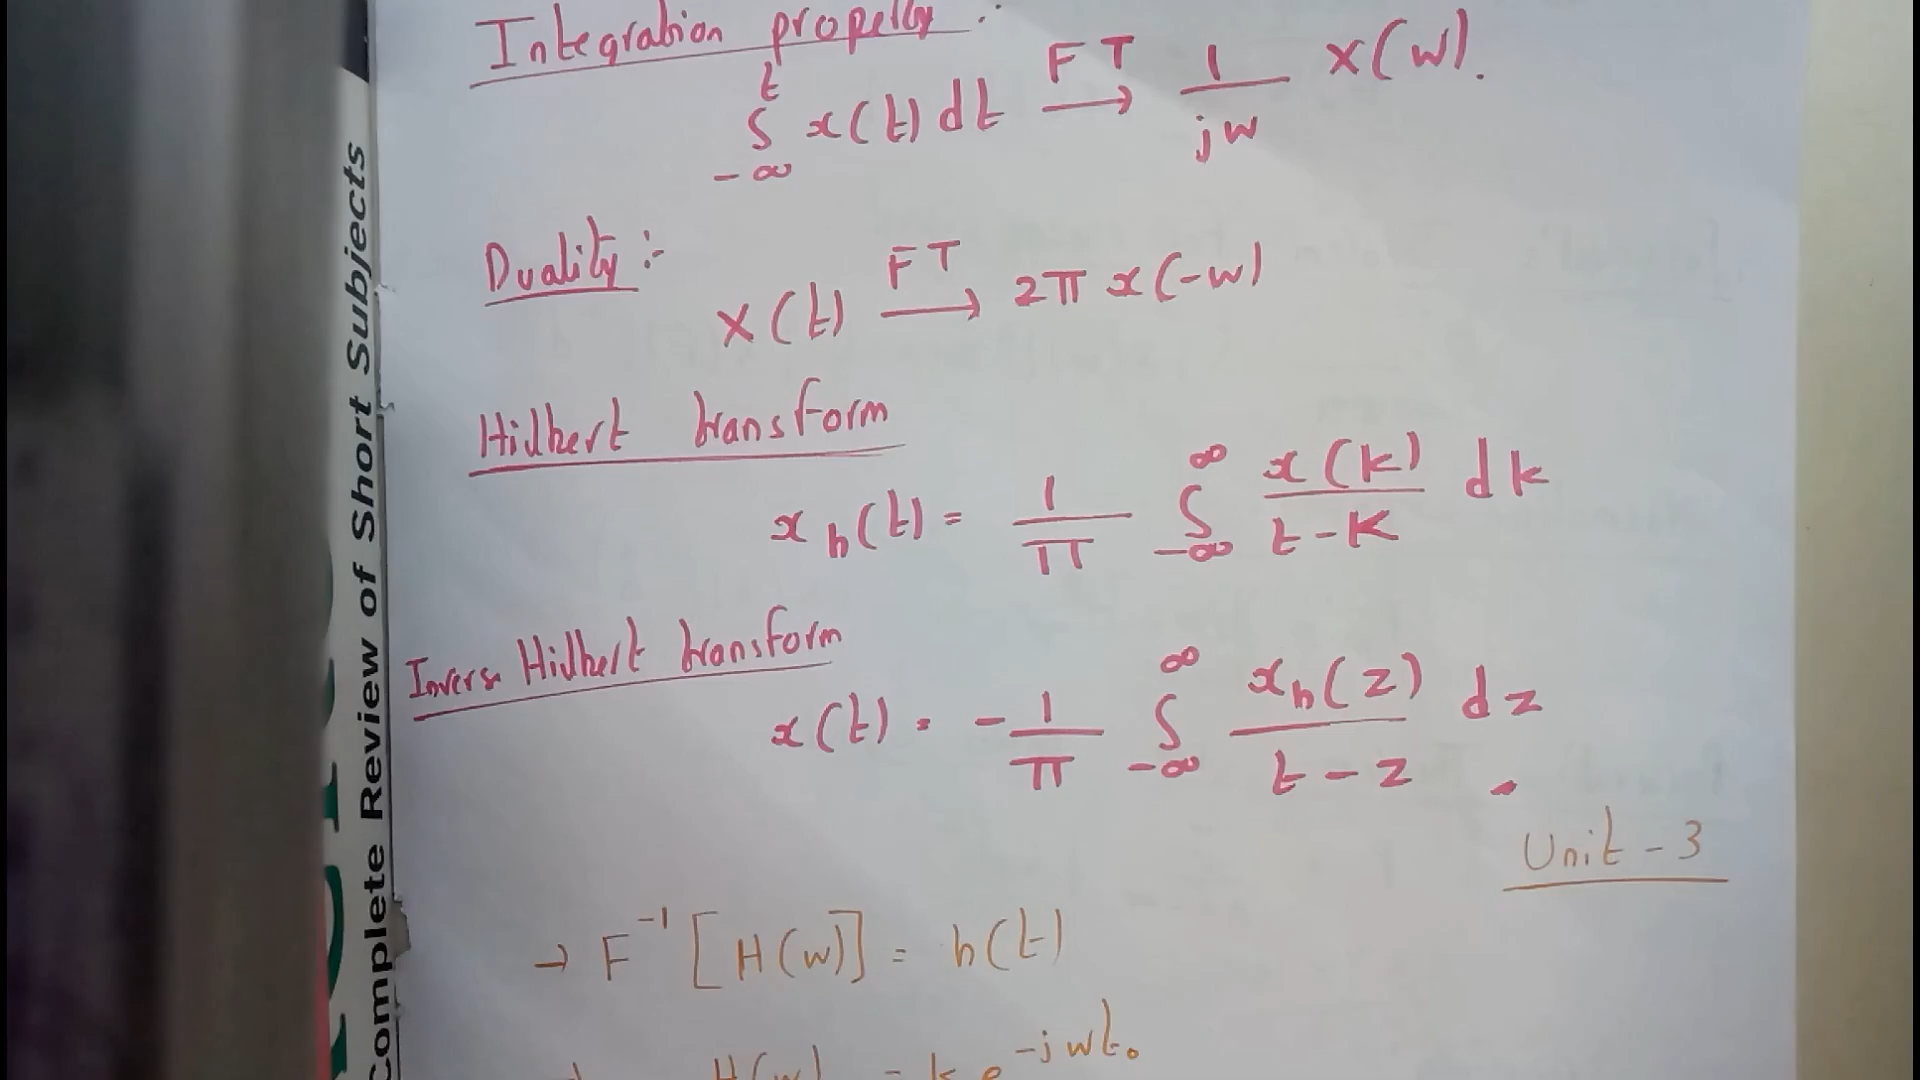 Integration property :-
∫_{-∞}^{t} x(t) dt —FT→ 1/jw X(w).
Duality :-
X(t) —FT→ 2π x(-w)
Hilbert transform
x_h(t) = 1/π ∫_{-∞}^{∞} x(k)/(t-k) dk
Inverse Hilbert transform
x(t) = -1/π ∫_{-∞}^{∞} x_h(z)/(t-z) dz.
Unit-3
→ F^{-1} [H(w)] = h(t)
H(w) = k e^{-jwt₀}
Complete Review of Short Subjects